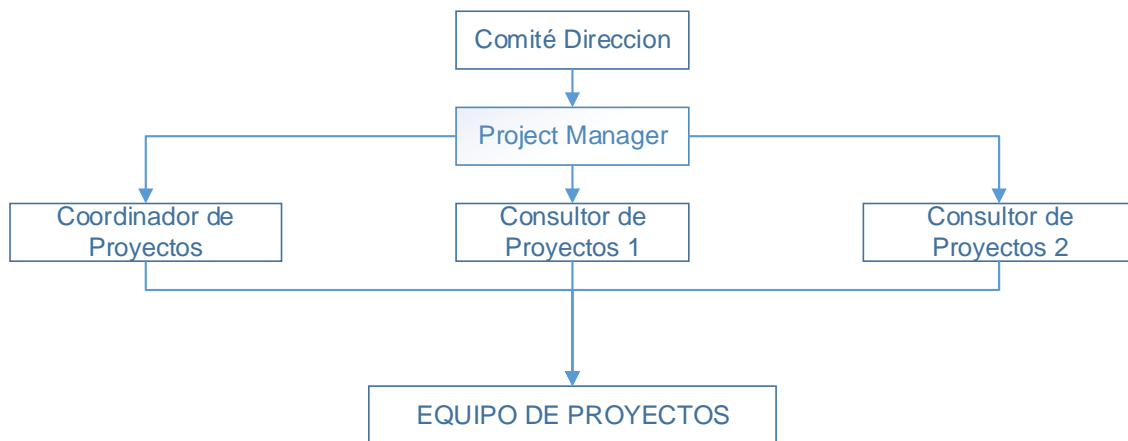 Comité Direccion
Project Manager
Coordinador de
Proyectos
Consultor de
Proyectos 1
Consultor de
Proyectos 2
EQUIPO DE PROYECTOS